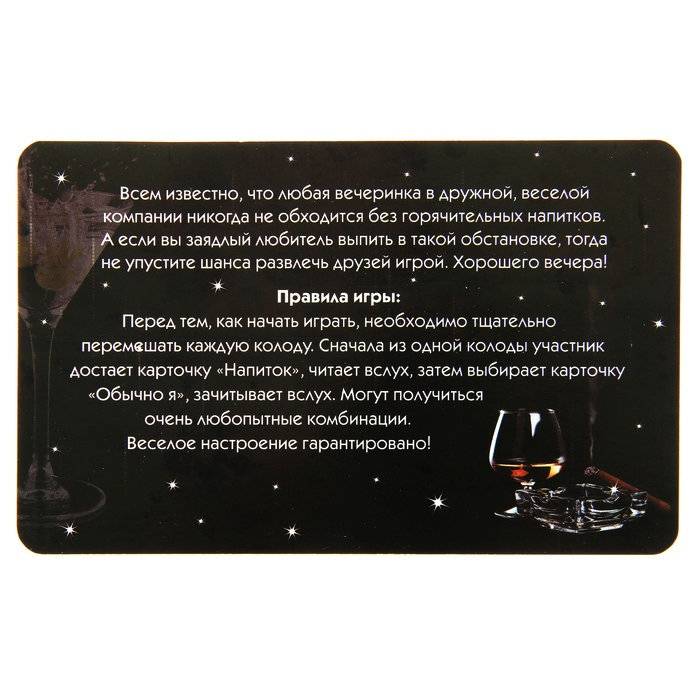 Всем известно, что любая вечеринка в дружной, веселой
компании никогда не обходится без горячительных напитков.
А если вы заядлый любитель выпить в такой обстановке, тогда
не упустите шанса развлечь друзей игрой. Хорошего вечера!
Правила игры:
Перед тем, как начать играть, необходимо тщательно
перемешать каждую колоду. Сначала из одной колоды участник
достает карточку «Напиток», читает вслух, затем выбирает карточку
«Обычно я», зачитывает вслух. Могут получиться
очень любопытные комбинации.
Веселое настроение гарантировано!